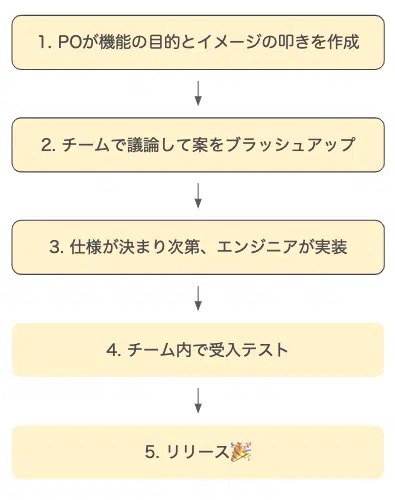 1. POが機能の目的とイメージの叩きを作成
2. チームで議論して案をブラッシュアップ
3. 仕様が決まり次第、エンジニアが実装
4. チーム内で受入テスト
5. リリース🎉